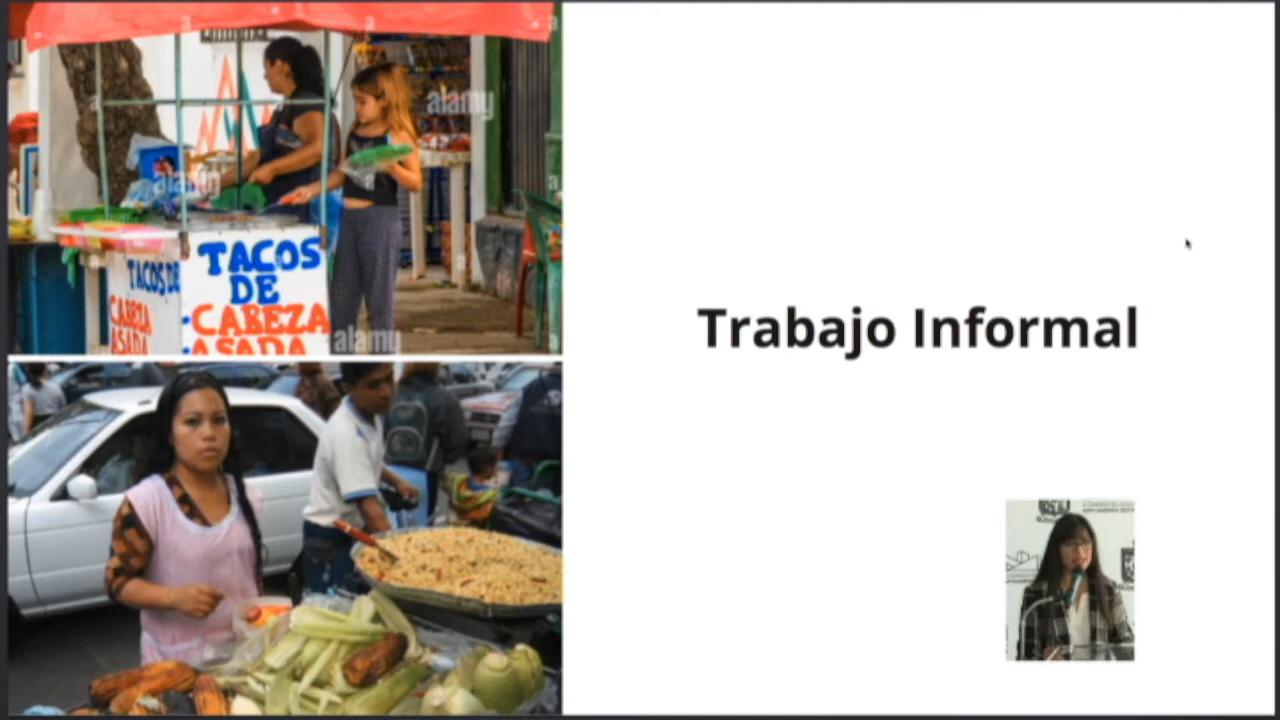 alamy
alamy
TACOS
DE
CABEZA
ASADA
TACOS DE
CABEZA
ASADA
alamy
Trabajo Informal